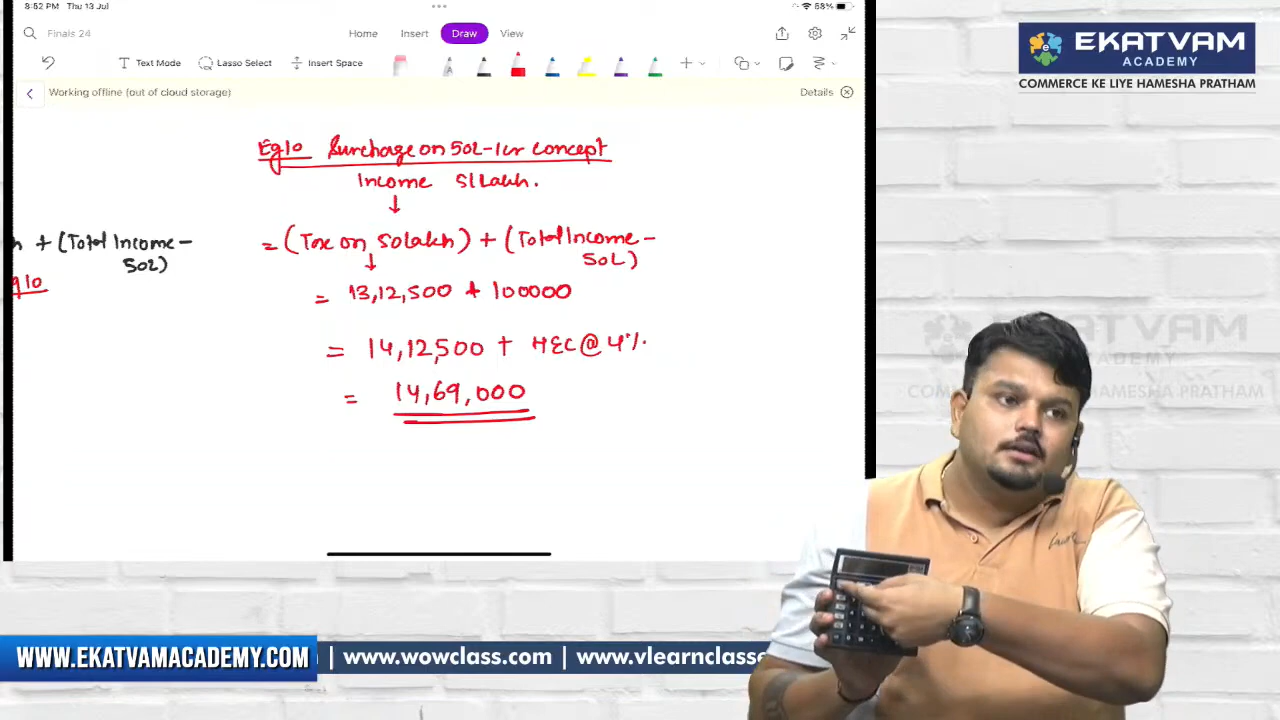 8:52 PM Thu 13 Jul
68%
Finals 24
Home Insert Draw View
Text Mode Lasso Select Insert Space
Working offline (out of cloud storage)
Details
EKATVAM
ACADEMY
COMMERCE KE LIYE HAMESHA PRATHAM
Eg10 Surcharge on 50L-1cr concept
Income 51Lakh.
+ (Total Income -
50L)
= (Tax on 50lakh) + (Total Income -
50L)
= 13,12,500 + 100000
= 14,12,500 + HEC@4%
= 14,69,000
EKATVAM
WWW.EKATVAMACADEMY.COM | www.wowclass.com | www.vlearnclasse